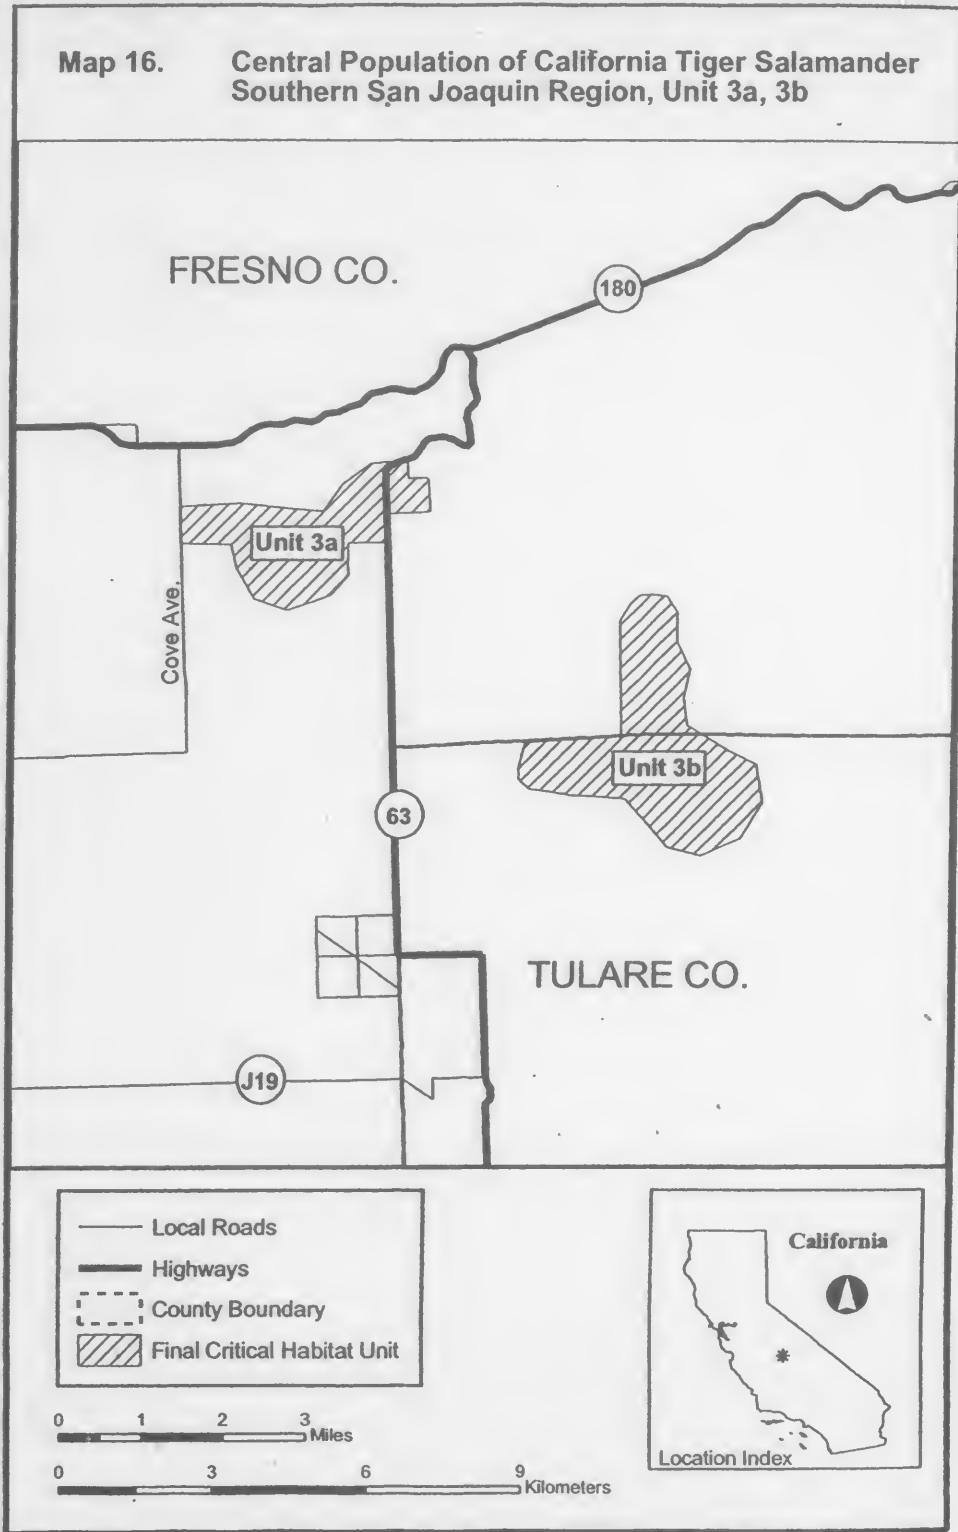 Map 16. Central Population of California Tiger Salamander
Southern San Joaquin Region, Unit 3a, 3b
FRESNO CO.
180
Unit 3a
Cove Ave.
Unit 3b
63
TULARE CO.
J19
Local Roads
Highways
County Boundary
Final Critical Habitat Unit
0 1 2 3
Miles
0 3 6 9
Kilometers
California
Location Index